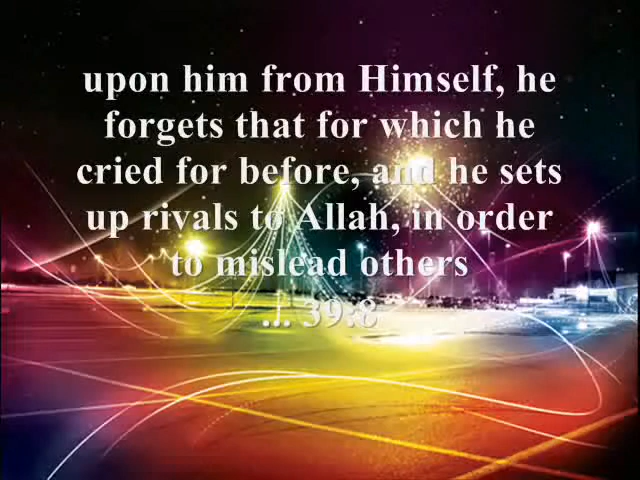 upon him from Himself, he
forgets that for which he
cried for before, and he sets
up rivals to Allah, in order
to mislead others
... 39:8